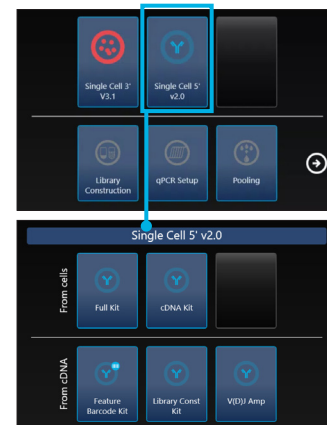 Single Cell 3'
V3.1
Single Cell 5'
v2.0
Library
Construction
qPCR Setup
Pooling
Single Cell 5' v2.0
From cells
Full Kit
cDNA Kit
From cDNA
Feature
Barcode Kit
Library Const
Kit
V(D)J Amp